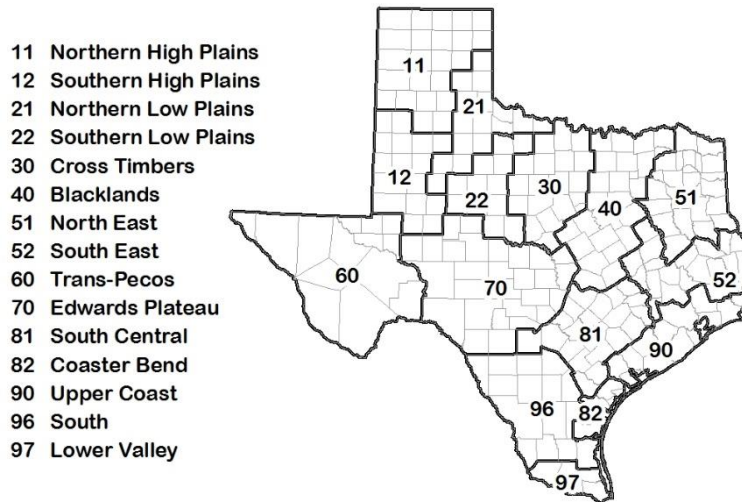 11 Northern High Plains
12 Southern High Plains
21 Northern Low Plains
22 Southern Low Plains
30 Cross Timbers
40 Blacklands
51 North East
52 South East
60 Trans-Pecos
70 Edwards Plateau
81 South Central
82 Coaster Bend
90 Upper Coast
96 South
97 Lower Valley
11
21
12
22
30
40
51
60
70
52
81
90
96
82
97